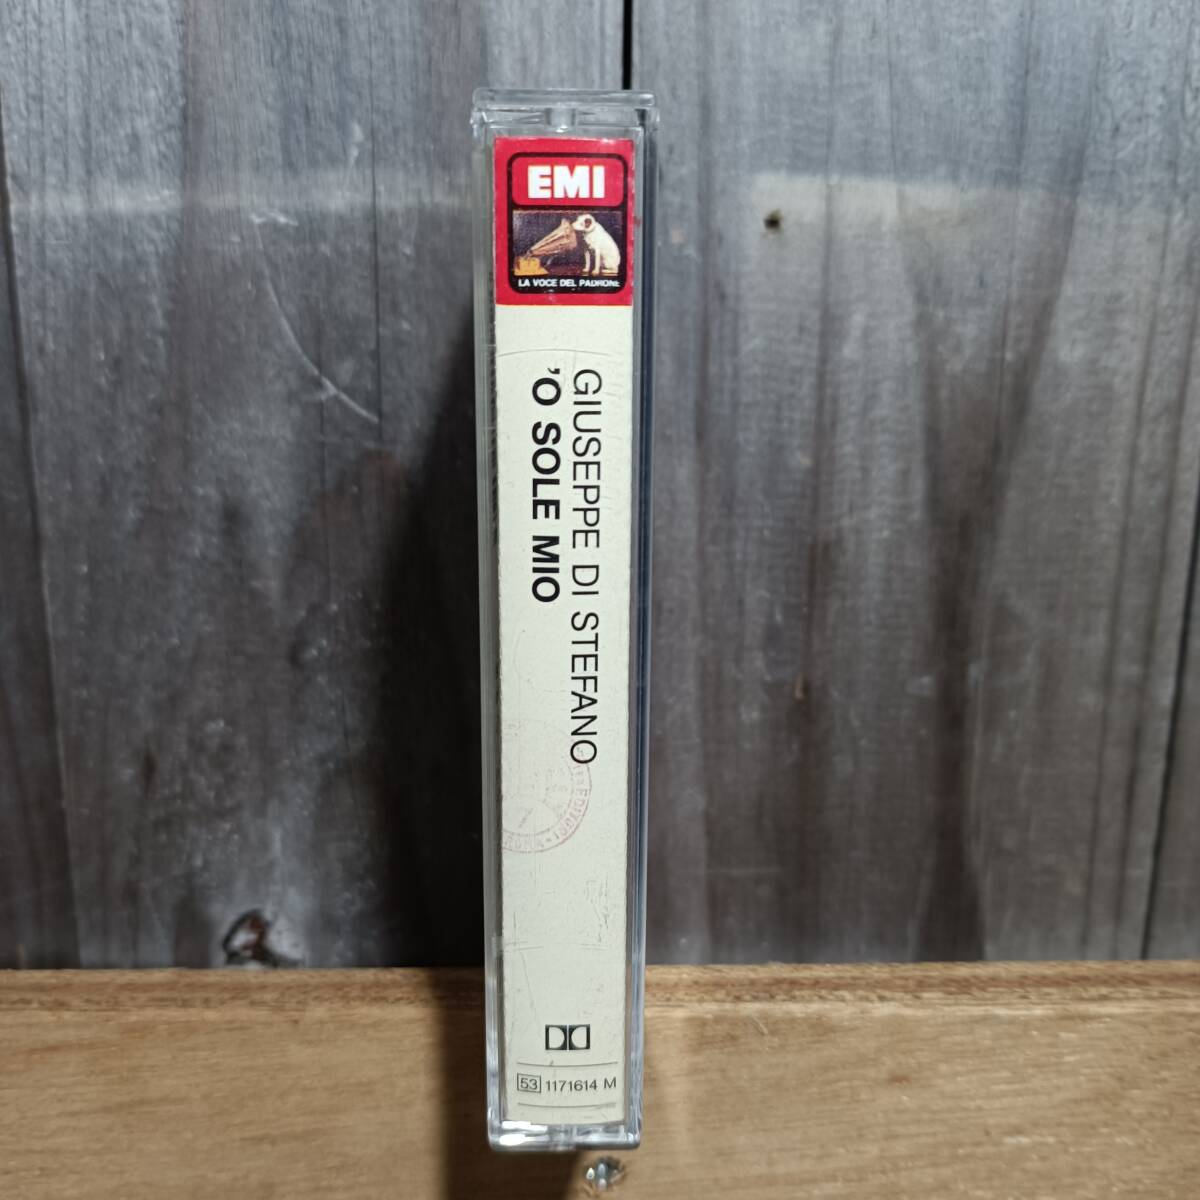 EMI
LA VOCE DEL PADRONE
GIUSEPPE DI STEFANO
'O SOLE MIO
53 1171614 M